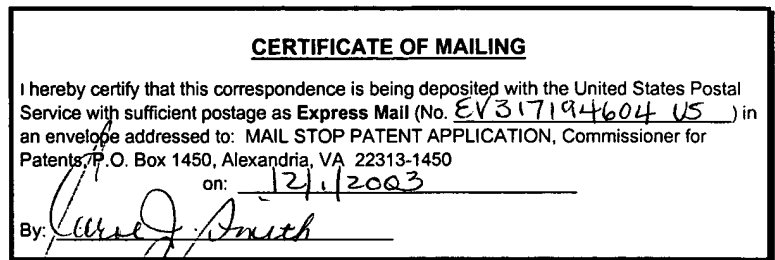 CERTIFICATE OF MAILING
I hereby certify that this correspondence is being deposited with the United States Postal
Service with sufficient postage as Express Mail (No. EV317194604 US ) in
an envelope addressed to: MAIL STOP PATENT APPLICATION, Commissioner for
Patents, P.O. Box 1450, Alexandria, VA 22313-1450
on: 12/1/2003
By: Carol J. Smith